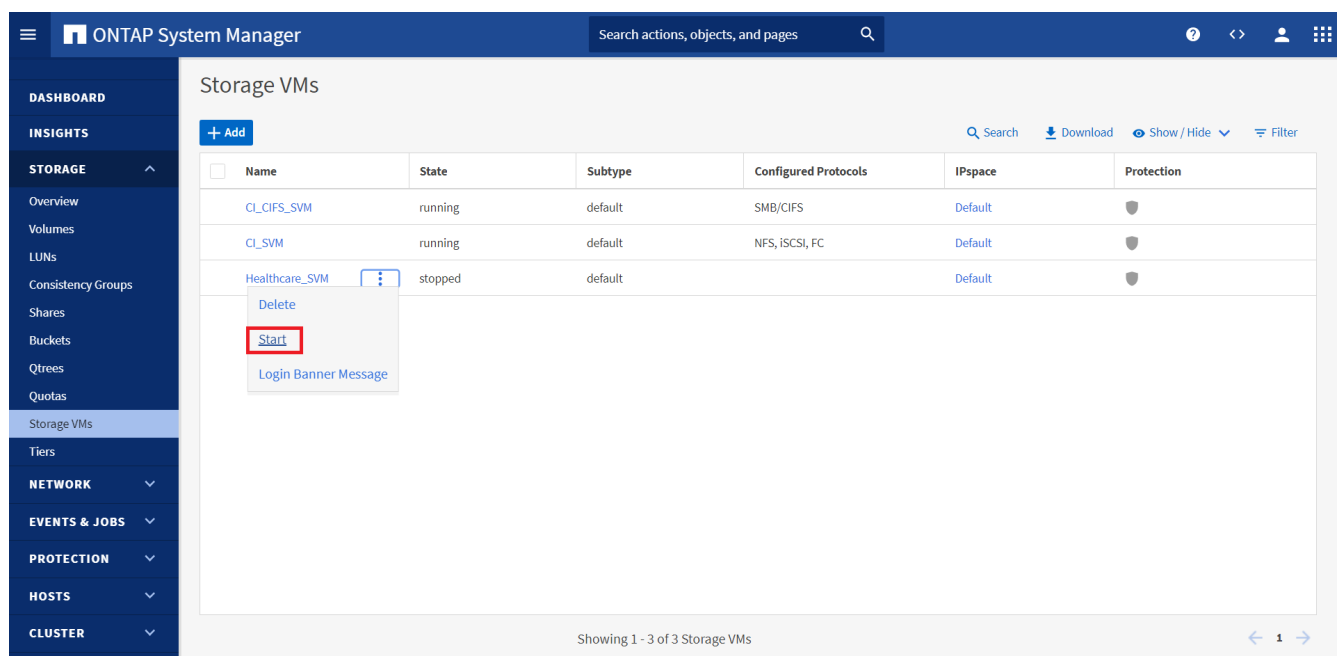 ONTAP System Manager
Search actions, objects, and pages
DASHBOARD
INSIGHTS
STORAGE
Overview
Volumes
LUNs
Consistency Groups
Shares
Buckets
Qtrees
Quotas
Storage VMs
Tiers
NETWORK
EVENTS & JOBS
PROTECTION
HOSTS
CLUSTER
Storage VMs
+ Add
Search Download Show / Hide Filter
Name State Subtype Configured Protocols IPspace Protection
CI_CIFS_SVM running default SMB/CIFS Default
CI_SVM running default NFS, iSCSI, FC Default
Healthcare_SVM stopped default Default
Delete
Start
Login Banner Message
Showing 1 - 3 of 3 Storage VMs
1